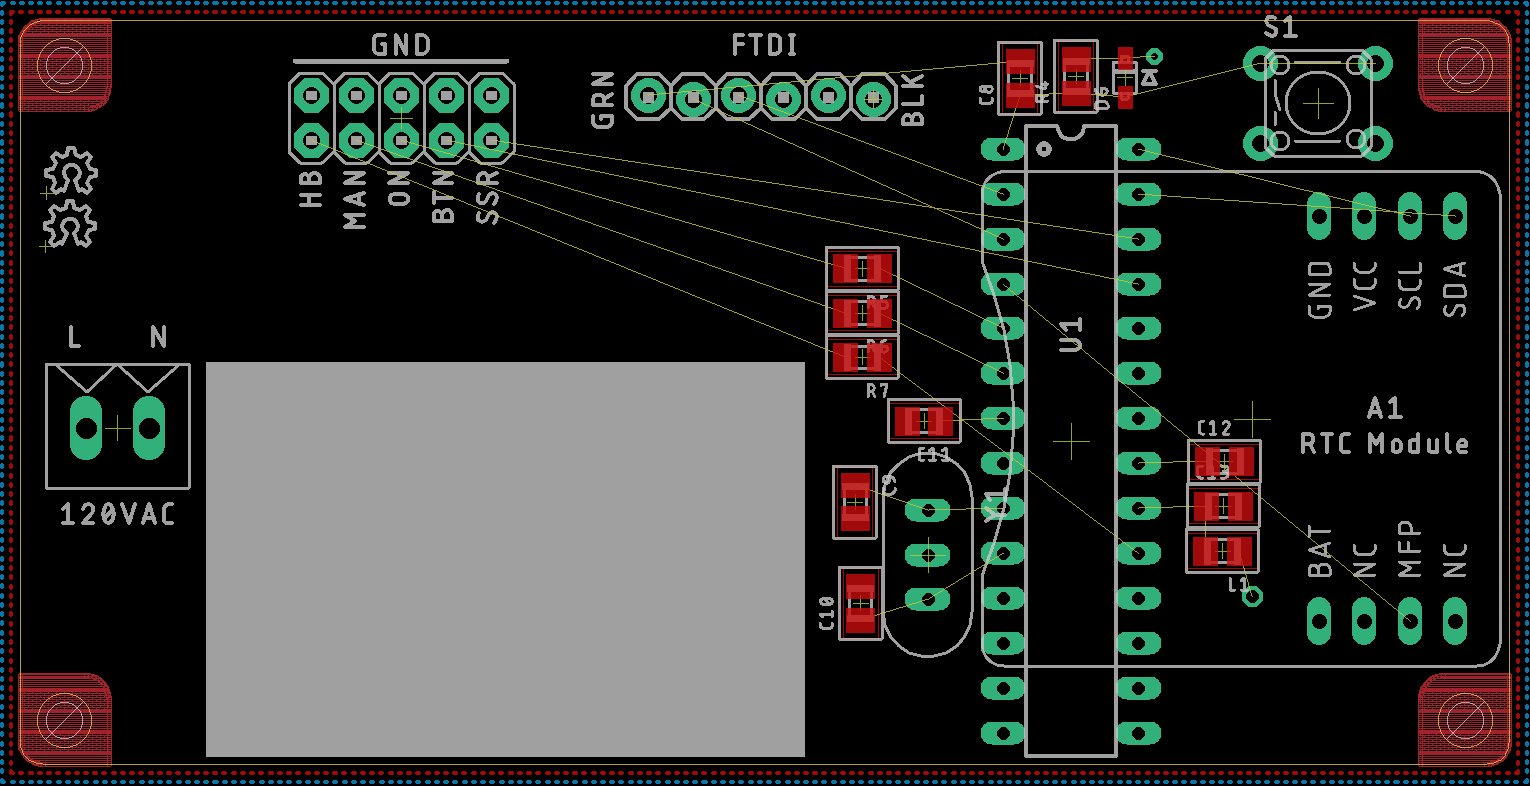 GND
FTDI
S1
GRN
BLK
C8
R4
D6
HB
MAN
ON
BTN
SSR
GND
VCC
SCL
SDA
R5
R6
R7
U1
L N
120VAC
A1
RTC Module
C12
C13
C11
C9
Y1
C10
L1
BAT
NC
MFP
NC